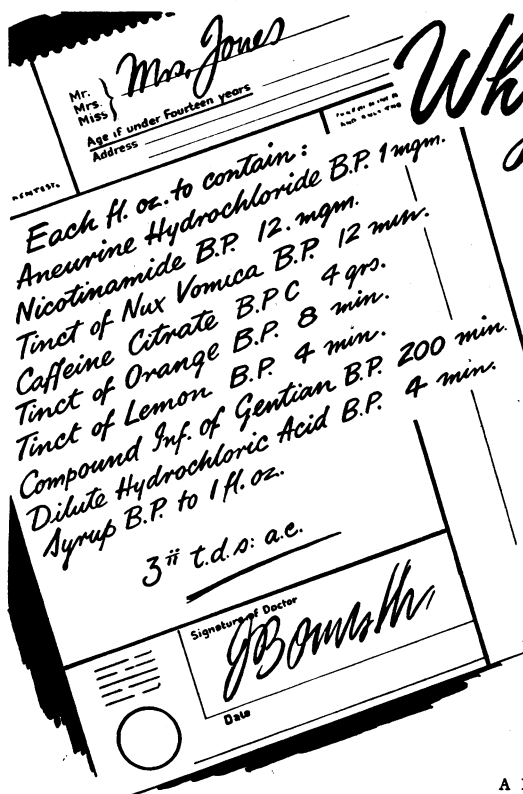 Mrs. Jones
Wh
Mr.
Mrs.
Miss
Age if under Fourteen years
Address
Each fl. oz. to contain:
Aneurine Hydrochloride B.P. 1 mgm.
Nicotinamide B.P. 12. mgm.
Tinct of Nux Vomica B.P. 12 min.
Caffeine Citrate B.P C 4 grs.
Tinct of Orange B.P. 8 min.
Tinct of Lemon B.P. 4 min.
Compound Inf. of Gentian B.P. 200 min.
Dilute Hydrochloric Acid B.P. 4 min.
Syrup B.P. to 1 fl. oz.
ʒ ii t.d.s: a.c.
Signature of Doctor
Date
A